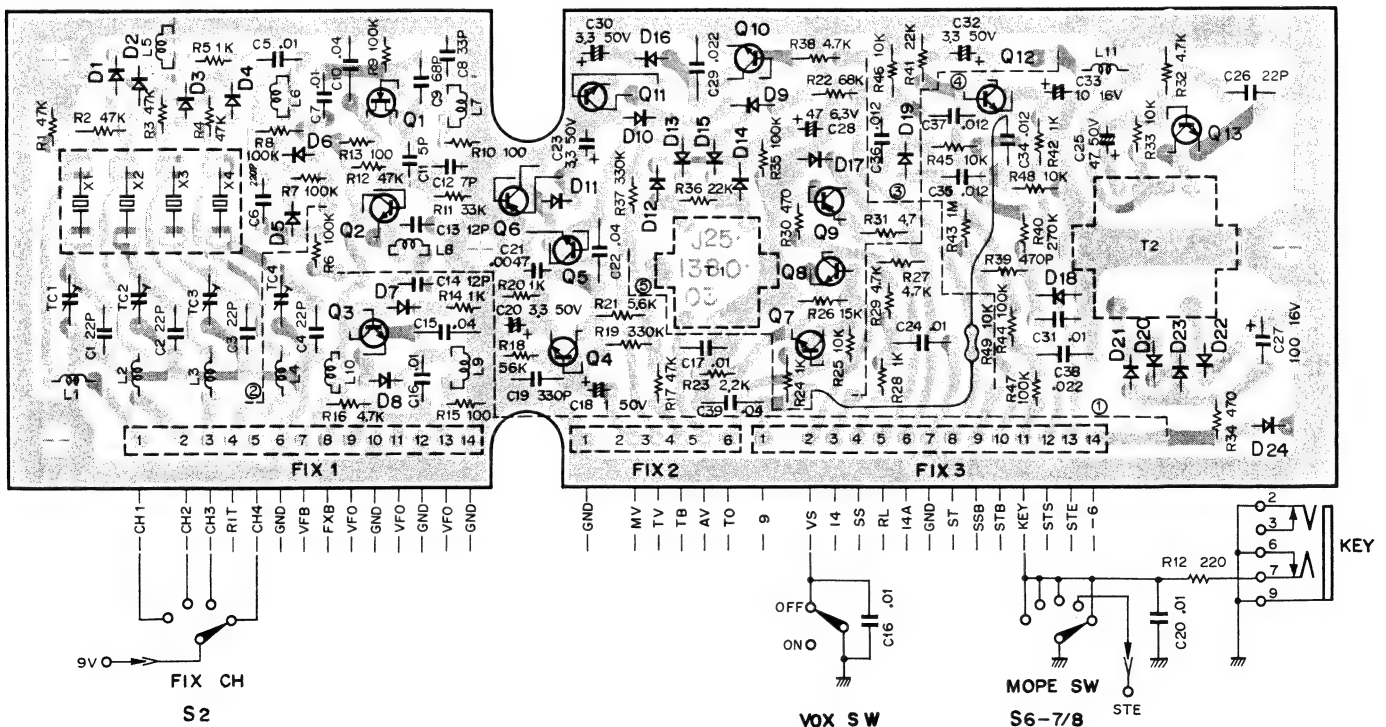 C30
3,3 50V
D16
C29 .022
Q10
R38 4.7K
R46 10K
R41 22K
C32
3,3 50V
Q12
L11
R32 4.7K
C26 22P
D1
D2
L5
R5 1K
C5 .01
C10 .04
R9 100K
C9 68P
C8 33P
R1 47K
R2 47K
R3 47K
D3
R4 47K
D4
L6
C7 .01
Q1
L7
Q11
D10
D9
R22 68K
47 6.3V
C28
C36 .012
D19
④
C37 .012
C33
10 16V
C34 .012
R42 1K
C25
47 50V
R33 10K
Q13
R8
100K
D6
R13 100
R12 47K
C11 5P
R10 100
C12 7P
C23
3,3 50V
D13
D15
D14
R35 100K
D17
R45 10K
C35 .012
R48 10K
X1
X2
X3
X4
C6
R7 100K
D5
R6 100K
Q2
R11 33K
C13 12P
L8
Q6
D11
R37 330K
D12
R36 22K
R30 470
Q9
③
R31 4.7
R43 1M
R40
270K
R39 470P
T2
J25-
1380
03
T1
C21
.0047
Q5
C22 .04
⑤
Q8
R29 4.7K
R27
4.7K
D18
TC1
TC2
TC3
TC4
D7
C14 12P
R14 1K
R20 1K
C20 3,3 50V
R21 5.6K
R26 15K
C1 22P
C2 22P
C3 22P
C4 22P
Q3
C15 .04
R18
56K
Q4
R19 330K
C17 .01
Q7
R25 10K
C24 .01
R49 10K
R44 100K
C31 .01
D21
D20
D23
D22
C27
100 16V
L1
L2
L3
②
L4
L10
D8
C16 .01
L9
C19 330P
C18 1 50V
R17 47K
R23 2.2K
R24 1K
R28 1K
R47
100K
C38
.022
R16 4.7K
R15 100
C39 .04
①
R34 470
D24
1 2 3 4 5 6 7 8 9 10 11 12 13 14
1 2 3 4 5 6
1 2 3 4 5 6 7 8 9 10 11 12 13 14
FIX 1
FIX 2
FIX 3
CH1
CH2
CH3
RIT
CH4
GND
VFB
FXB
VFO
GND
VFO
GND
VFO
GND
GND
MV
TV
TB
AV
TO
9
VS
14
SS
RL
14A
GND
ST
SSB
STB
KEY
STS
STE
-6
2
3
6
7
9
KEY
R12 220
C20 .01
OFF
ON
C16 .01
9V
FIX CH
S2
VOX SW
MOPE SW
S6-7/8
STE